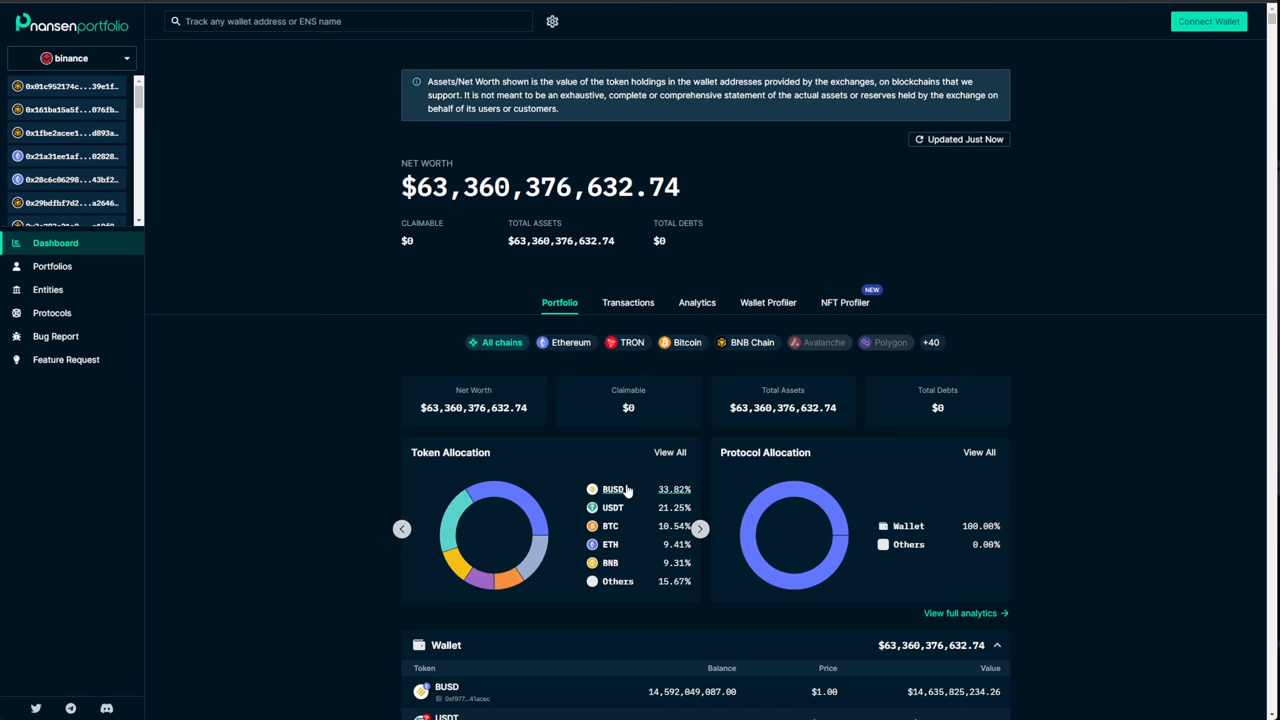 nansenportfolio
Track any wallet address or ENS name
Connect Wallet
binance
0x01c952174c...39e1f…
0x161ba15a5f...076fb…
0x1fbe2acee1...d893a…
0x21a31ee1af...02828…
0x28c6c06298...43bf2…
0x29bdfbf7d2...a2646…
Dashboard
Portfolios
Entities
Protocols
Bug Report
Feature Request
Assets/Net Worth shown is the value of the token holdings in the wallet addresses provided by the exchanges, on blockchains that we
support. It is not meant to be an exhaustive, complete or comprehensive statement of the actual assets or reserves held by the exchange on
behalf of its users or customers.
Updated Just Now
NET WORTH
$63,360,376,632.74
CLAIMABLE TOTAL ASSETS TOTAL DEBTS
$0 $63,360,376,632.74 $0
NEW
Portfolio Transactions Analytics Wallet Profiler NFT Profiler
All chains Ethereum TRON Bitcoin BNB Chain Avalanche Polygon +40
Net Worth Claimable Total Assets Total Debts
$63,360,376,632.74 $0 $63,360,376,632.74 $0
Token Allocation View All
BUSD 33.82%
USDT 21.25%
BTC 10.54%
ETH 9.41%
BNB 9.31%
Others 15.67%
Protocol Allocation View All
Wallet 100.00%
Others 0.00%
View full analytics
Wallet $63,360,376,632.74
Token Balance Price Value
BUSD 14,592,049,087.00 $1.00 $14,635,825,234.26
0xf977...41acec
USDT